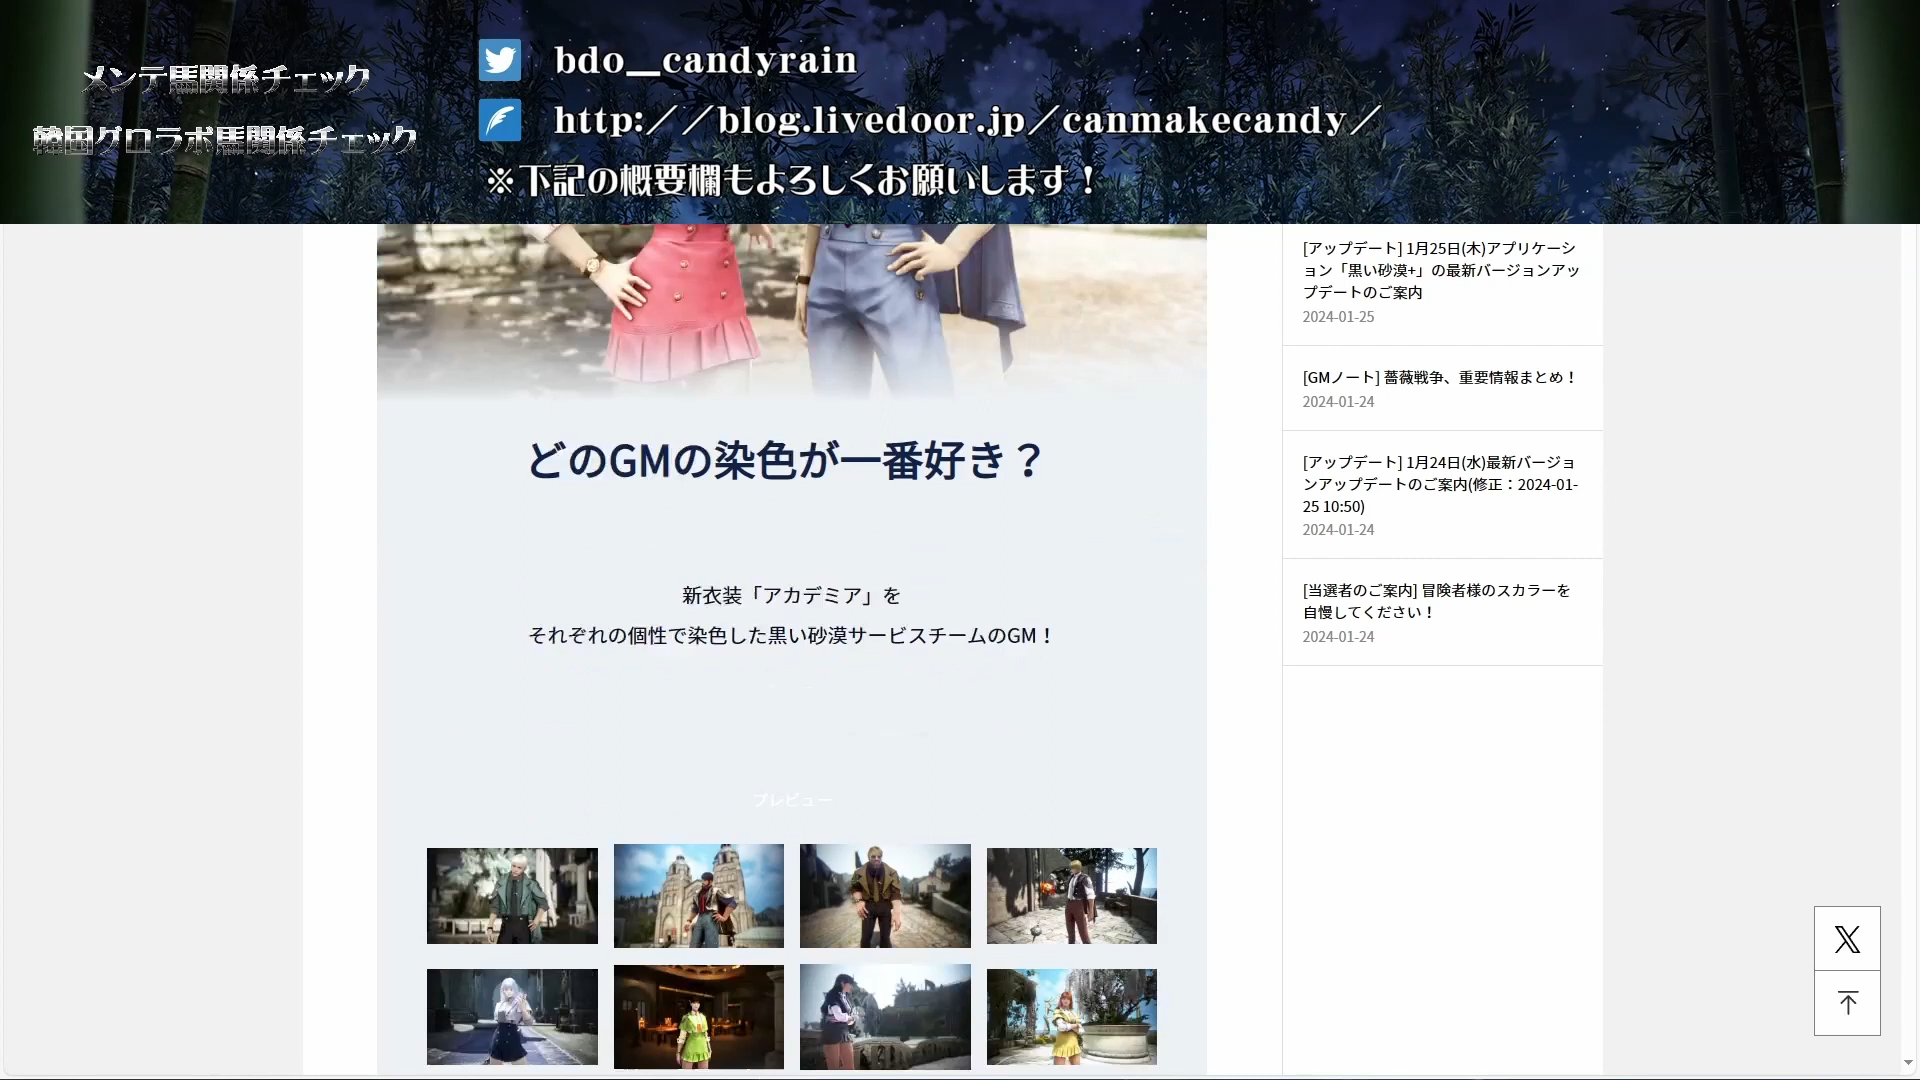 メンテ馬関係チェック
韓国グロラボ馬関係チェック
bdo__candyrain
http://blog.livedoor.jp/canmakecandy/
※下記の概要欄もよろしくお願いします！
どのGMの染色が一番好き？
新衣装「アカデミア」を
それぞれの個性で染色した黒い砂漠サービスチームのGM！
プレビュー
[アップデート] 1月25日(木)アプリケーシ
ョン「黒い砂漠+」の最新バージョンアッ
プデートのご案内
2024-01-25
[GMノート] 薔薇戦争、重要情報まとめ！
2024-01-24
[アップデート] 1月24日(水)最新バージョ
ンアップデートのご案内(修正：2024-01-
25 10:50)
2024-01-24
[当選者のご案内] 冒険者様のスカラーを
自慢してください！
2024-01-24